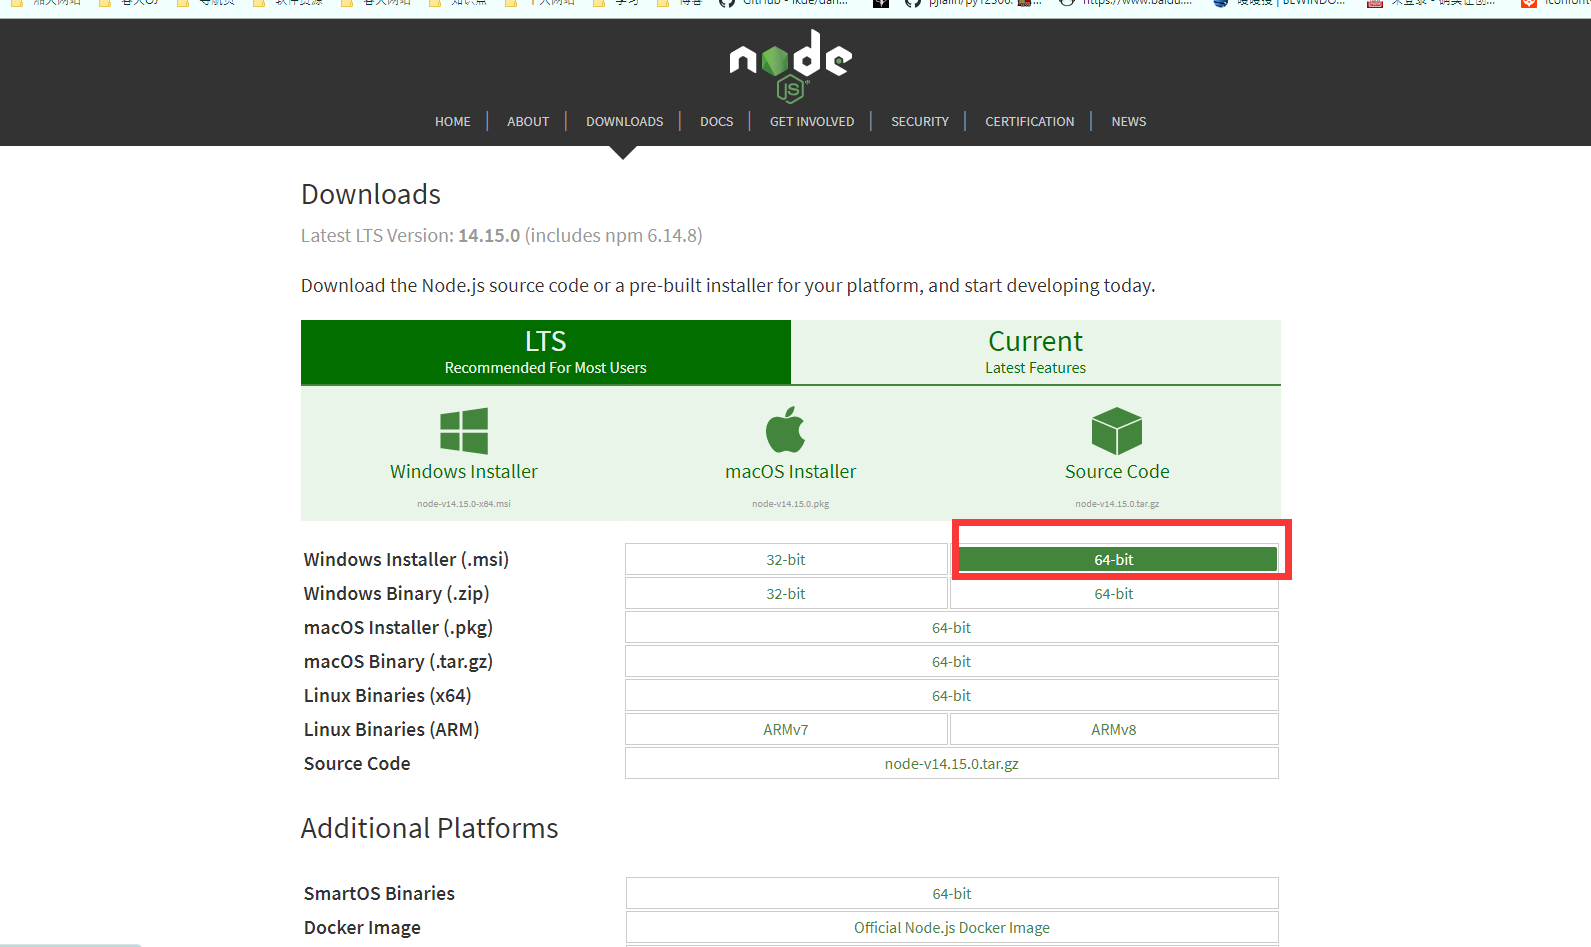 node
JS
HOME ABOUT DOWNLOADS DOCS GET INVOLVED SECURITY CERTIFICATION NEWS
Downloads
Latest LTS Version: 14.15.0 (includes npm 6.14.8)
Download the Node.js source code or a pre-built installer for your platform, and start developing today.
LTS
Recommended For Most Users
Current
Latest Features
Windows Installer
node-v14.15.0-x64.msi
macOS Installer
node-v14.15.0.pkg
Source Code
node-v14.15.0.tar.gz
Windows Installer (.msi) 32-bit 64-bit
Windows Binary (.zip) 32-bit 64-bit
macOS Installer (.pkg) 64-bit
macOS Binary (.tar.gz) 64-bit
Linux Binaries (x64) 64-bit
Linux Binaries (ARM) ARMv7 ARMv8
Source Code node-v14.15.0.tar.gz
Additional Platforms
SmartOS Binaries 64-bit
Docker Image Official Node.js Docker Image